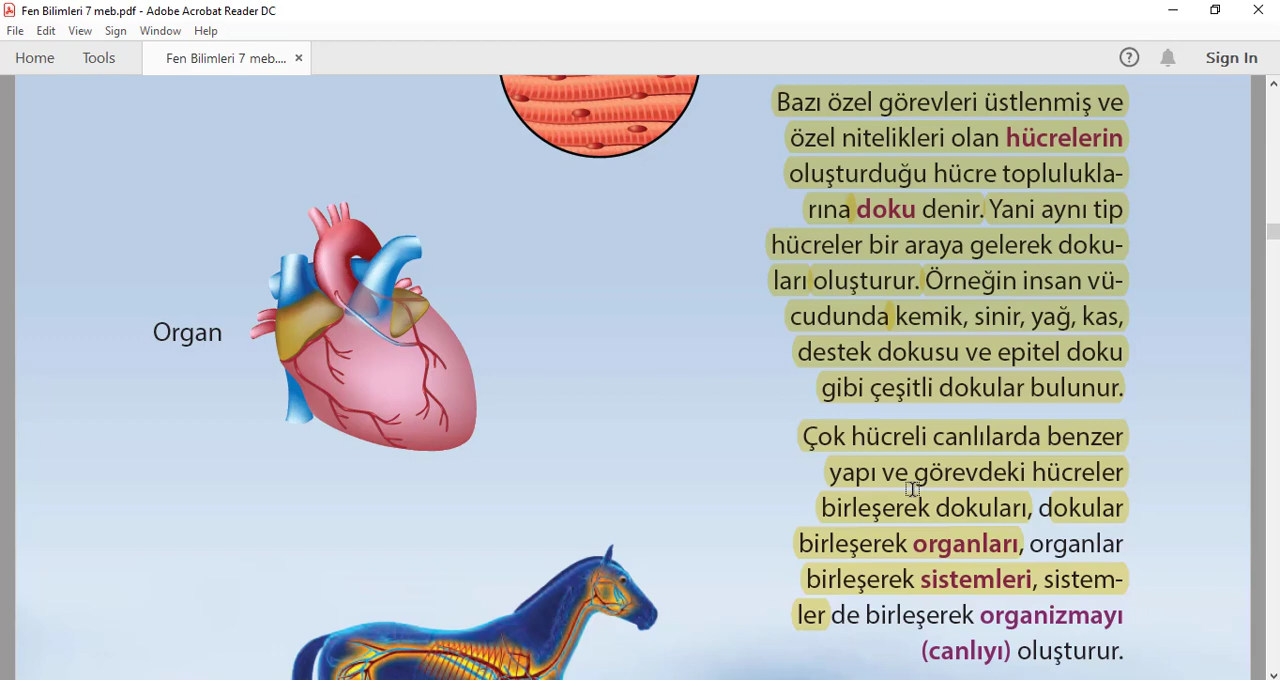 Fen Bilimleri 7 meb.pdf - Adobe Acrobat Reader DC
File Edit View Sign Window Help
Home Tools Fen Bilimleri 7 meb.... × Sign In
Bazı özel görevleri üstlenmiş ve
özel nitelikleri olan hücrelerin
oluşturduğu hücre toplulukla-
rına doku denir. Yani aynı tip
hücreler bir araya gelerek doku-
ları oluşturur. Örneğin insan vü-
cudunda kemik, sinir, yağ, kas,
destek dokusu ve epitel doku
gibi çeşitli dokular bulunur.
Organ
Çok hücreli canlılarda benzer
yapı ve görevdeki hücreler
birleşerek dokuları, dokular
birleşerek organları, organlar
birleşerek sistemleri, sistem-
ler de birleşerek organizmayı
(canlıyı) oluşturur.